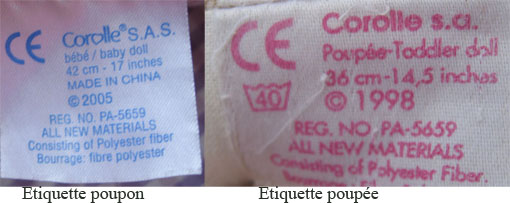 CE
Corolle® S.A.S.
bébé / baby doll
42 cm - 17 inches
MADE IN CHINA
© 2005
REG. NO. PA-5659
ALL NEW MATERIALS
Consisting of Polyester fiber
Bourrage: fibre polyester
CE
Corolle s.a.
Poupée-Toddler doll
36 cm-14,5 inches
40
© 1998
REG. NO. PA-5659
ALL NEW MATERIALS
Consisting of Polyester Fiber.
Etiquette poupon
Etiquette poupée